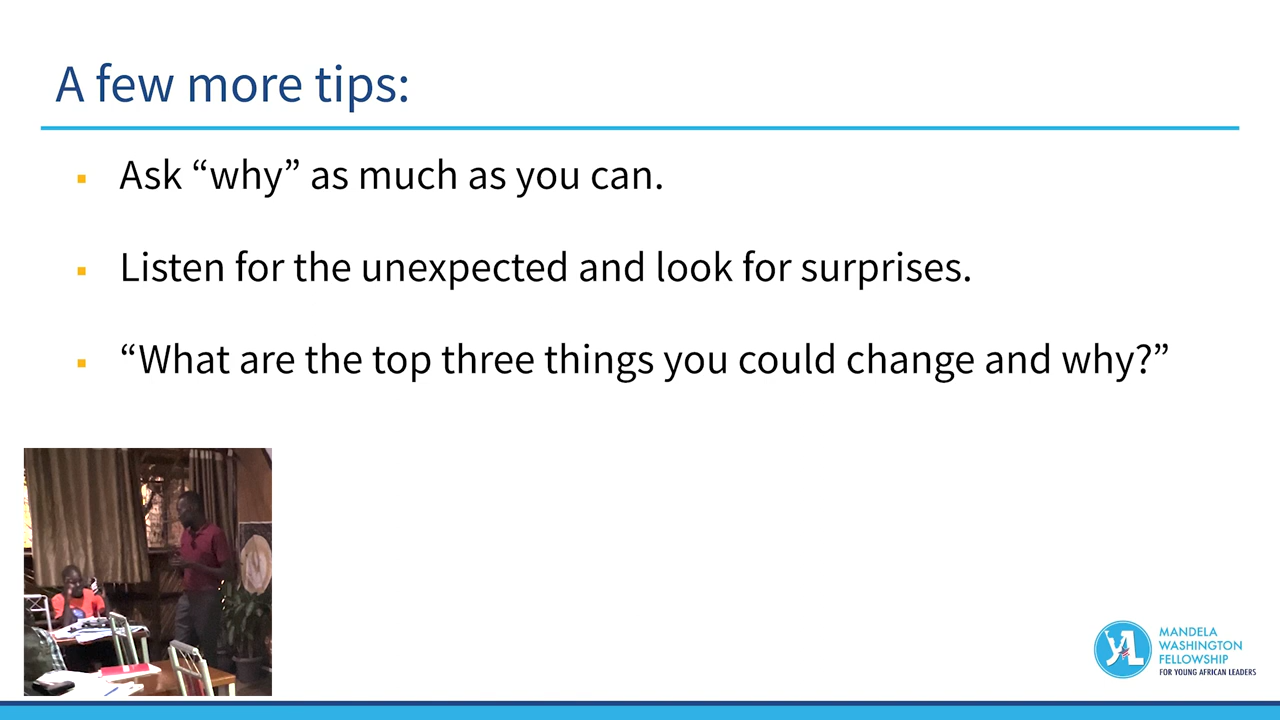 A few more tips:
Ask “why” as much as you can.
Listen for the unexpected and look for surprises.
“What are the top three things you could change and why?”
YAL
MANDELA
WASHINGTON
FELLOWSHIP
FOR YOUNG AFRICAN LEADERS